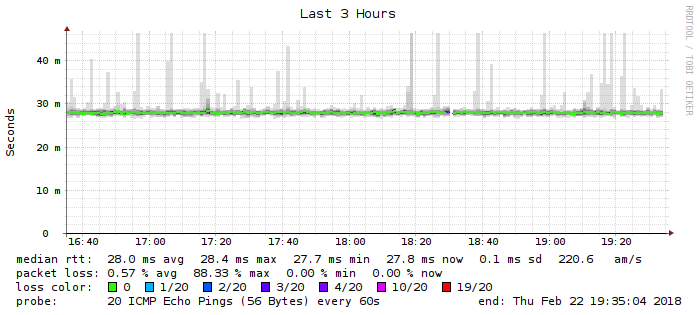 Last 3 Hours
RRDTOOL / TOBI OETIKER
Seconds
40 m
30 m
20 m
10 m
0
16:40 17:00 17:20 17:40 18:00 18:20 18:40 19:00 19:20
median rtt: 28.0 ms avg 28.4 ms max 27.7 ms min 27.8 ms now 0.1 ms sd 220.6 am/s
packet loss: 0.57 % avg 88.33 % max 0.00 % min 0.00 % now
loss color: 0 1/20 2/20 3/20 4/20 10/20 19/20
probe: 20 ICMP Echo Pings (56 Bytes) every 60s end: Thu Feb 22 19:35:04 2018